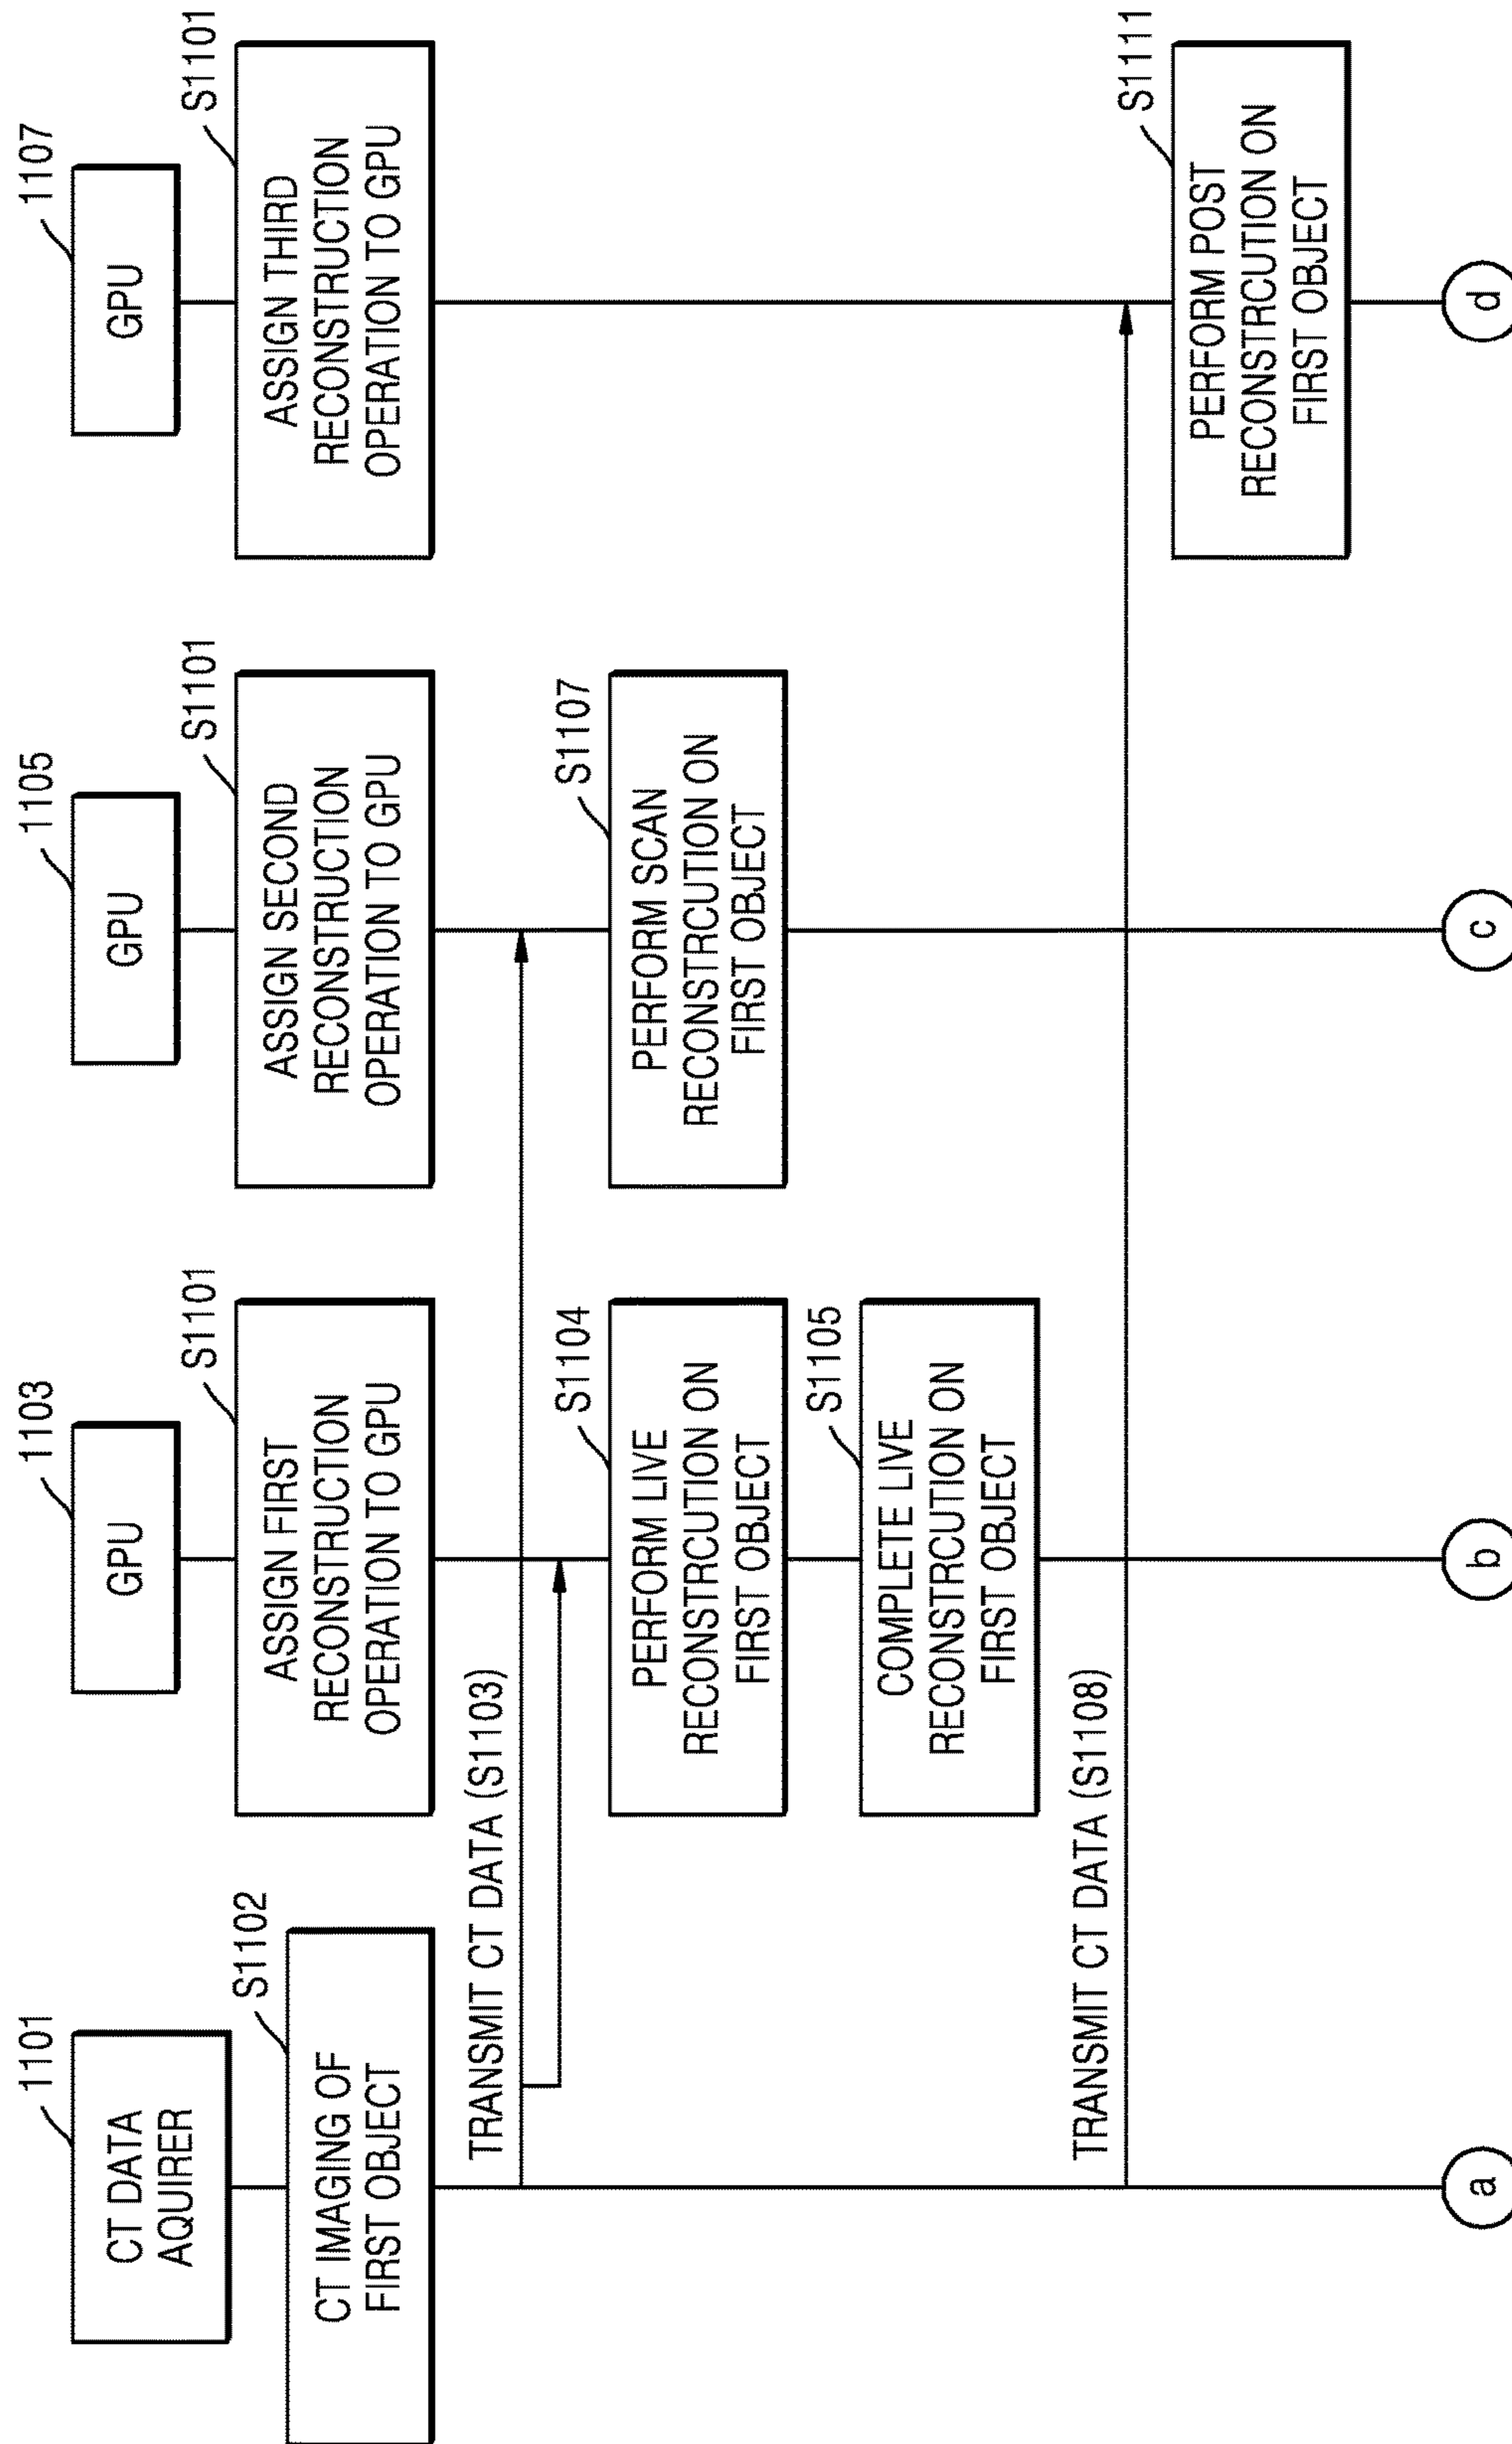 1101
CT DATA
AQUIRER
1103
GPU
1105
GPU
1107
GPU
S1102
CT IMAGING OF
FIRST OBJECT
S1101
ASSIGN FIRST
RECONSTRUCTION
OPERATION TO GPU
S1101
ASSIGN SECOND
RECONSTRUCTION
OPERATION TO GPU
S1101
ASSIGN THIRD
RECONSTRUCTION
OPERATION TO GPU
TRANSMIT CT DATA (S1103)
S1104
PERFORM LIVE
RECONSTRCUTION ON
FIRST OBJECT
S1107
PERFORM SCAN
RECONSTRCUTION ON
FIRST OBJECT
S1105
COMPLETE LIVE
RECONSTRCUTION ON
FIRST OBJECT
TRANSMIT CT DATA (S1108)
S1111
PERFORM POST
RECONSTRCUTION ON
FIRST OBJECT
a
b
c
d